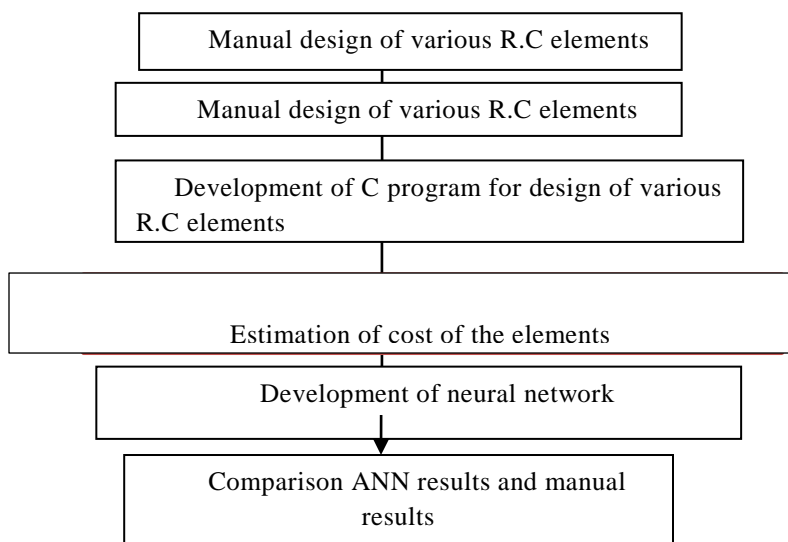 Manual design of various R.C elements
Manual design of various R.C elements
Development of C program for design of various
R.C elements
Estimation of cost of the elements
Development of neural network
Comparison ANN results and manual
results